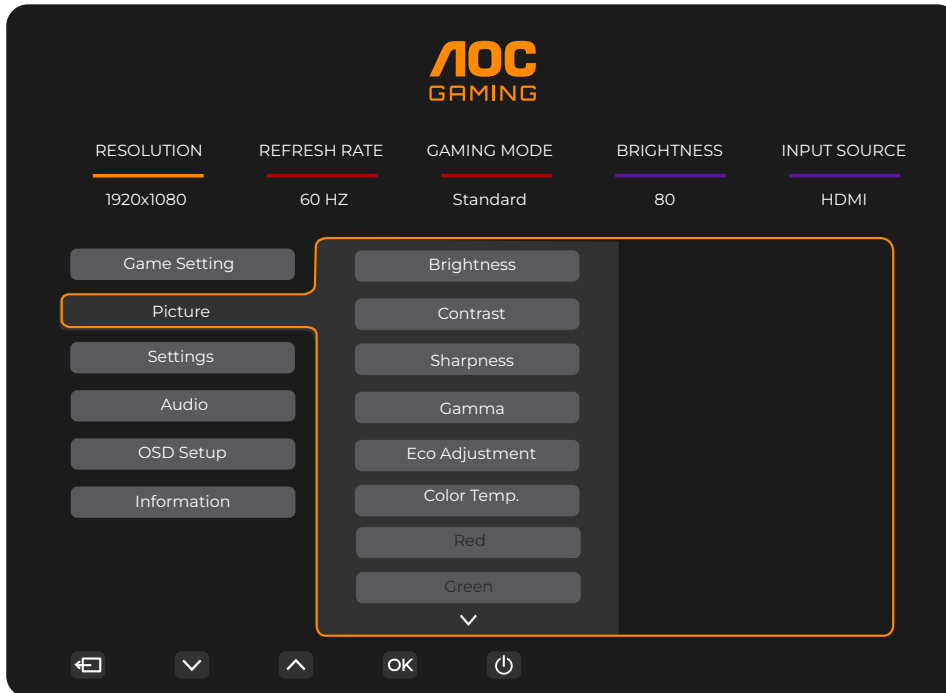 AOC
GAMING
RESOLUTION REFRESH RATE GAMING MODE BRIGHTNESS INPUT SOURCE
1920x1080 60 HZ Standard 80 HDMI
Game Setting
Picture
Settings
Audio
OSD Setup
Information
Brightness
Contrast
Sharpness
Gamma
Eco Adjustment
Color Temp.
Red
Green
OK